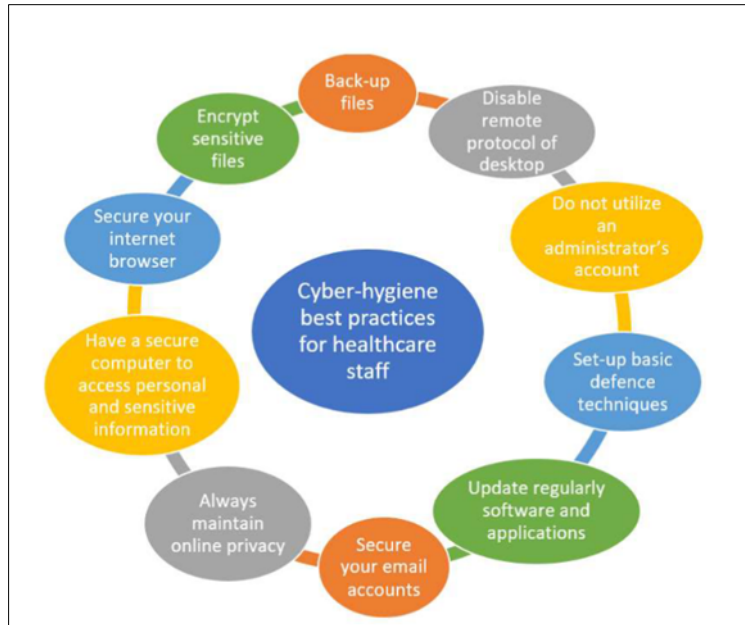 Back-up
files
Disable
remote
protocol of
desktop
Do not utilize
an
administrator's
account
Set-up basic
defence
techniques
Update regularly
software and
applications
Secure
your email
accounts
Always
maintain
online privacy
Have a secure
computer to
access personal
and sensitive
information
Secure your
internet
browser
Encrypt
sensitive
files
Cyber-hygiene
best practices
for healthcare
staff